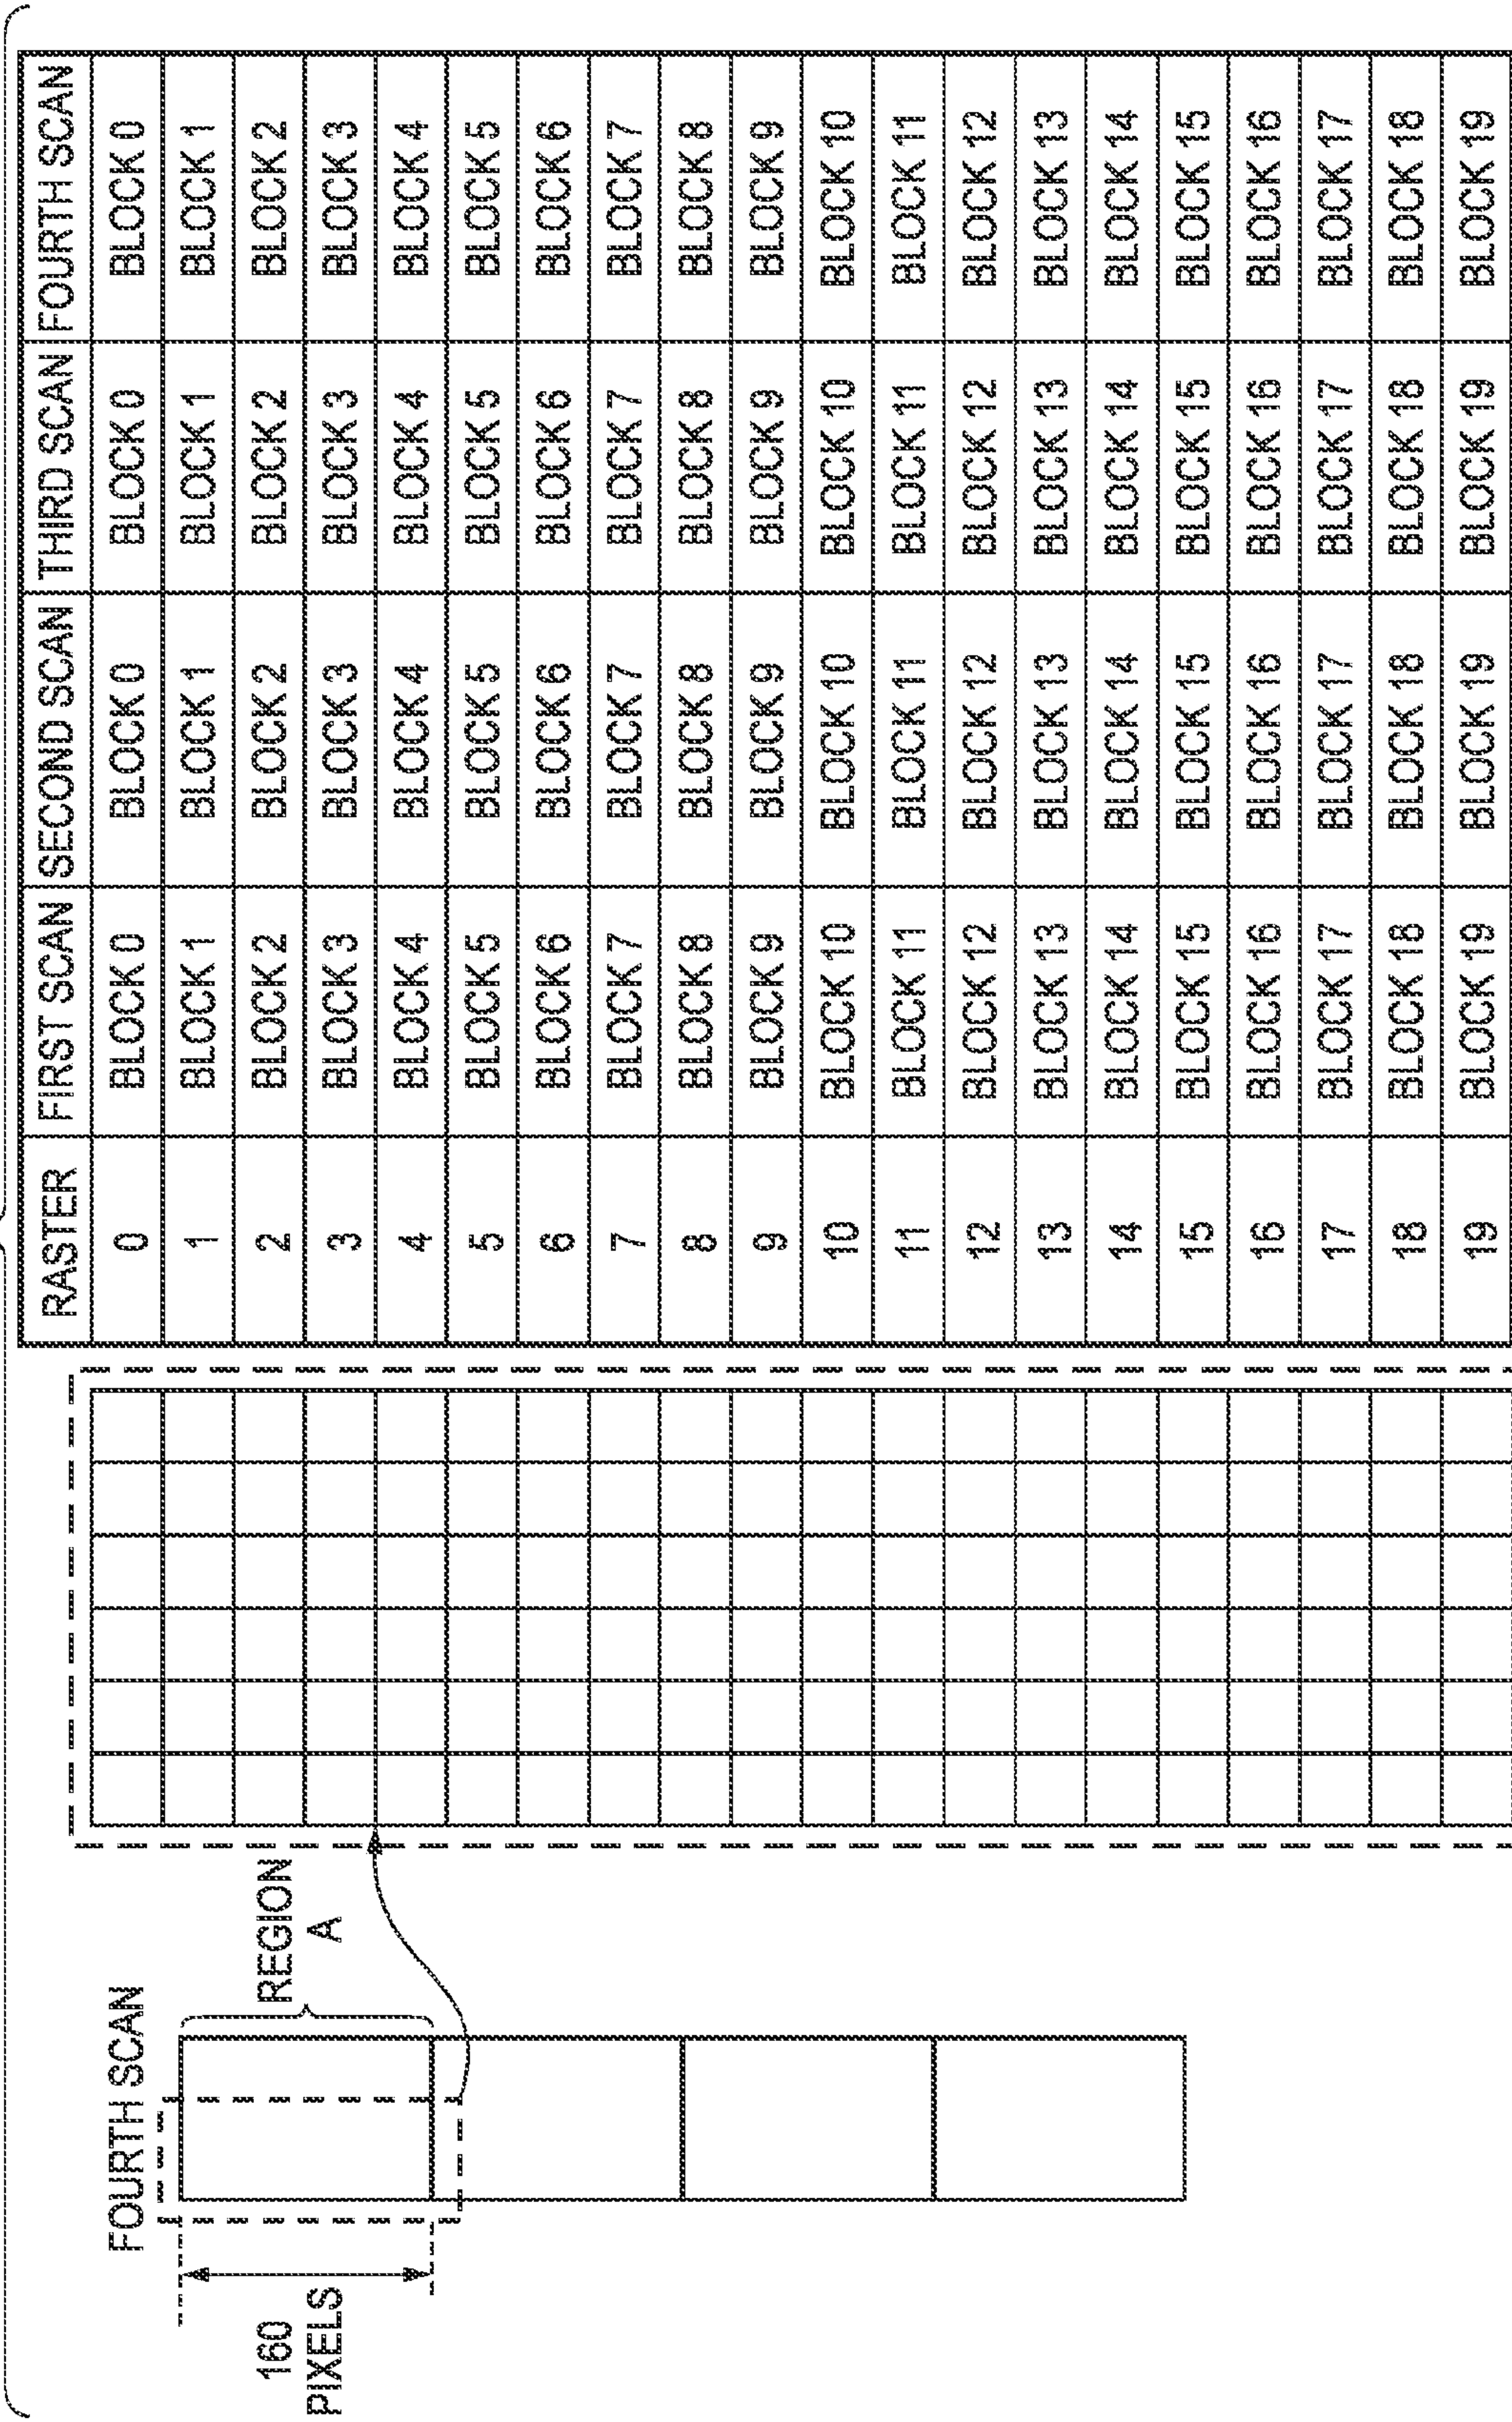 FOURTH SCAN
160
PIXELS
REGION
A
RASTER FIRST SCAN SECOND SCAN THIRD SCAN FOURTH SCAN
0 BLOCK 0 BLOCK 0 BLOCK 0 BLOCK 0
1 BLOCK 1 BLOCK 1 BLOCK 1 BLOCK 1
2 BLOCK 2 BLOCK 2 BLOCK 2 BLOCK 2
3 BLOCK 3 BLOCK 3 BLOCK 3 BLOCK 3
4 BLOCK 4 BLOCK 4 BLOCK 4 BLOCK 4
5 BLOCK 5 BLOCK 5 BLOCK 5 BLOCK 5
6 BLOCK 6 BLOCK 6 BLOCK 6 BLOCK 6
7 BLOCK 7 BLOCK 7 BLOCK 7 BLOCK 7
8 BLOCK 8 BLOCK 8 BLOCK 8 BLOCK 8
9 BLOCK 9 BLOCK 9 BLOCK 9 BLOCK 9
10 BLOCK 10 BLOCK 10 BLOCK 10 BLOCK 10
11 BLOCK 11 BLOCK 11 BLOCK 11 BLOCK 11
12 BLOCK 12 BLOCK 12 BLOCK 12 BLOCK 12
13 BLOCK 13 BLOCK 13 BLOCK 13 BLOCK 13
14 BLOCK 14 BLOCK 14 BLOCK 14 BLOCK 14
15 BLOCK 15 BLOCK 15 BLOCK 15 BLOCK 15
16 BLOCK 16 BLOCK 16 BLOCK 16 BLOCK 16
17 BLOCK 17 BLOCK 17 BLOCK 17 BLOCK 17
18 BLOCK 18 BLOCK 18 BLOCK 18 BLOCK 18
19 BLOCK 19 BLOCK 19 BLOCK 19 BLOCK 19